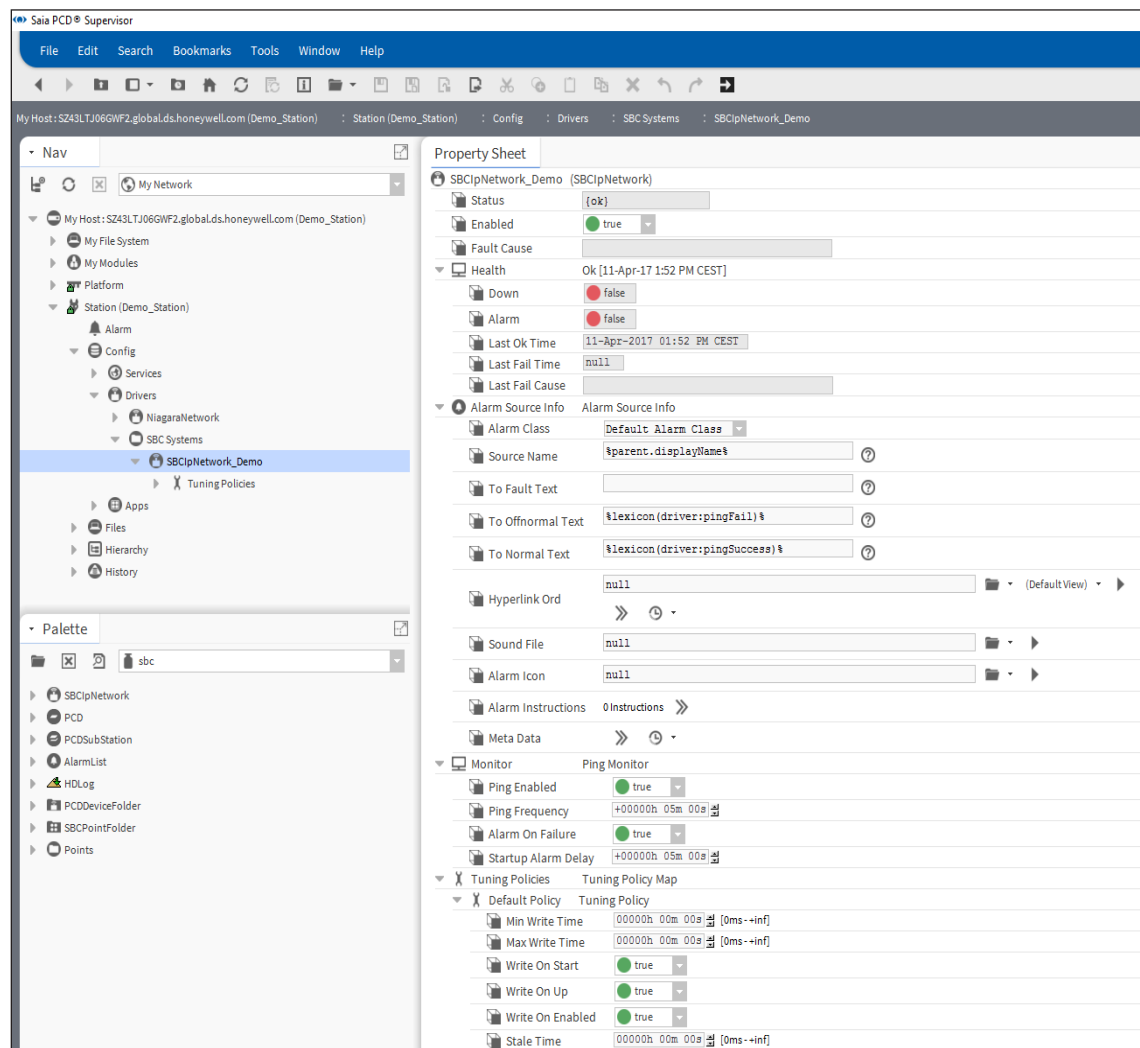 Saia PCD® Supervisor
File Edit Search Bookmarks Tools Window Help
My Host : SZ43LTJ06GWF2.global.ds.honeywell.com (Demo_Station) : Station (Demo_Station) : Config : Drivers : SBC Systems : SBCIpNetwork_Demo
Nav
My Network
My Host : SZ43LTJ06GWF2.global.ds.honeywell.com (Demo_Station)
My File System
My Modules
Platform
Station (Demo_Station)
Alarm
Config
Services
Drivers
NiagaraNetwork
SBC Systems
SBCIpNetwork_Demo
Tuning Policies
Apps
Files
Hierarchy
History
Palette
sbc
SBCIpNetwork
PCD
PCDSubStation
AlarmList
HDLog
PCDDeviceFolder
SBCPointFolder
Points
Property Sheet
SBCIpNetwork_Demo (SBCIpNetwork)
Status {ok}
Enabled true
Fault Cause
Health Ok [11-Apr-17 1:52 PM CEST]
Down false
Alarm false
Last Ok Time 11-Apr-2017 01:52 PM CEST
Last Fail Time null
Last Fail Cause
Alarm Source Info Alarm Source Info
Alarm Class Default Alarm Class
Source Name %parent.displayName%
To Fault Text
To Offnormal Text %lexicon(driver:pingFail)%
To Normal Text %lexicon(driver:pingSuccess)%
Hyperlink Ord null (Default View)
Sound File null
Alarm Icon null
Alarm Instructions 0 Instructions
Meta Data
Monitor Ping Monitor
Ping Enabled true
Ping Frequency +00000h 05m 00s
Alarm On Failure true
Startup Alarm Delay +00000h 05m 00s
Tuning Policies Tuning Policy Map
Default Policy Tuning Policy
Min Write Time 00000h 00m 00s [0ms - +inf]
Max Write Time 00000h 00m 00s [0ms - +inf]
Write On Start true
Write On Up true
Write On Enabled true
Stale Time 00000h 00m 00s [0ms - +inf]